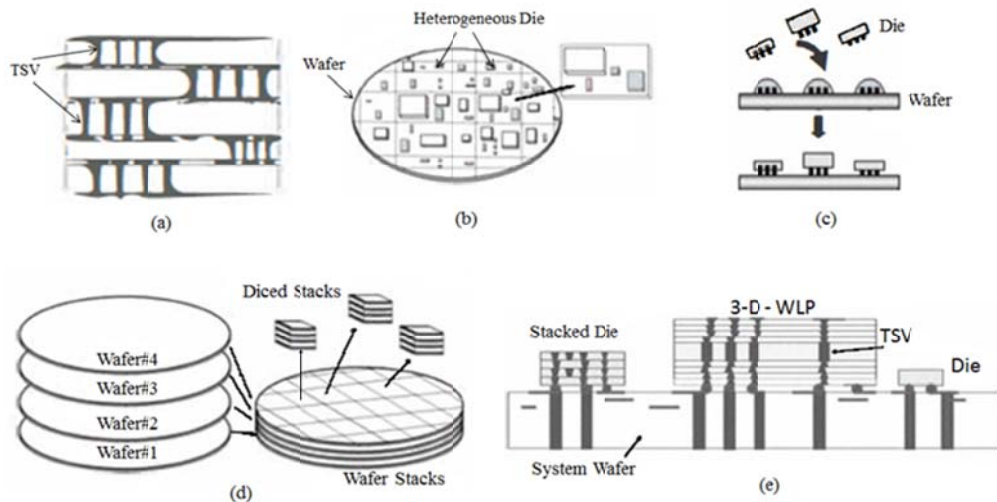 TSV
(a)
Heterogeneous Die
Wafer
(b)
Die
Wafer
(c)
Diced Stacks
Wafer#4
Wafer#3
Wafer#2
Wafer#1
Wafer Stacks
(d)
3-D - WLP
Stacked Die
TSV
Die
System Wafer
(e)